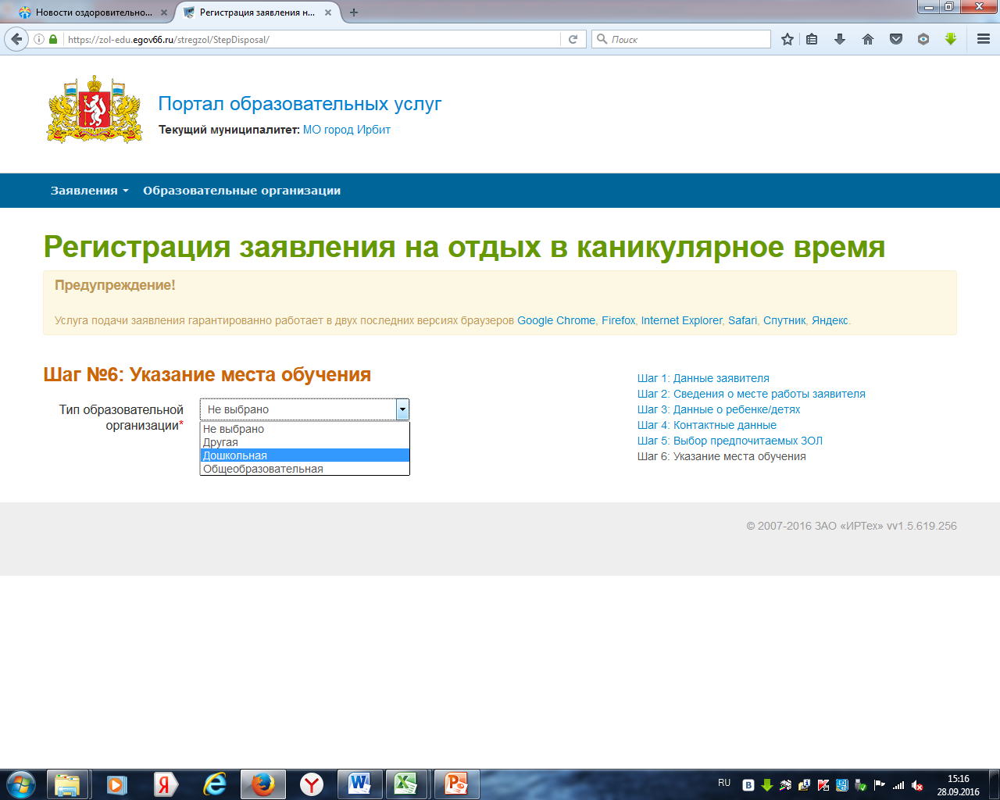 Новости оздоровительно...
Регистрация заявления н...
https://zol-edu.egov66.ru/stregzol/StepDisposal/
Поиск
Портал образовательных услуг
Текущий муниципалитет: МО город Ирбит
Заявления
Образовательные организации
Регистрация заявления на отдых в каникулярное время
Предупреждение!
Услуга подачи заявления гарантированно работает в двух последних версиях браузеров Google Chrome, Firefox, Internet Explorer, Safari, Спутник, Яндекс.
Шаг №6: Указание места обучения
Тип образовательной
организации*
Не выбрано
Не выбрано
Другая
Дошкольная
Общеобразовательная
Шаг 1: Данные заявителя
Шаг 2: Сведения о месте работы заявителя
Шаг 3: Данные о ребенке/детях
Шаг 4: Контактные данные
Шаг 5: Выбор предпочитаемых ЗОЛ
Шаг 6: Указание места обучения
© 2007-2016 ЗАО «ИРТех» vv1.5.619.256
RU
15:16
28.09.2016